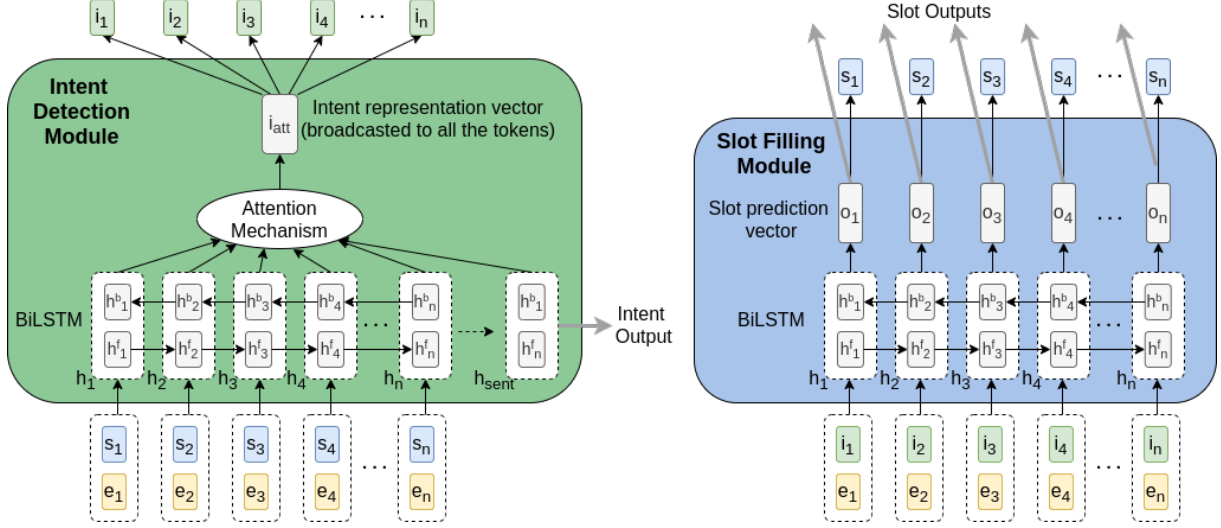 i1 i2 i3 i4 ... in
Intent
Detection
Module
iatt
Intent representation vector
(broadcasted to all the tokens)
Attention
Mechanism
BiLSTM
hb1 hb2 hb3 hb4 hbn hb1
hf1 hf2 hf3 hf4 ... hfn hfn
h1 h2 h3 h4 hn hsent
Intent
Output
s1 s2 s3 s4 ... sn
e1 e2 e3 e4 en
Slot Outputs
s1 s2 s3 s4 ... sn
Slot Filling
Module
Slot prediction
vector
o1 o2 o3 o4 ... on
BiLSTM
hb1 hb2 hb3 hb4 hbn
hf1 hf2 hf3 hf4 ... hfn
h1 h2 h3 h4 hn
i1 i2 i3 i4 ... in
e1 e2 e3 e4 en